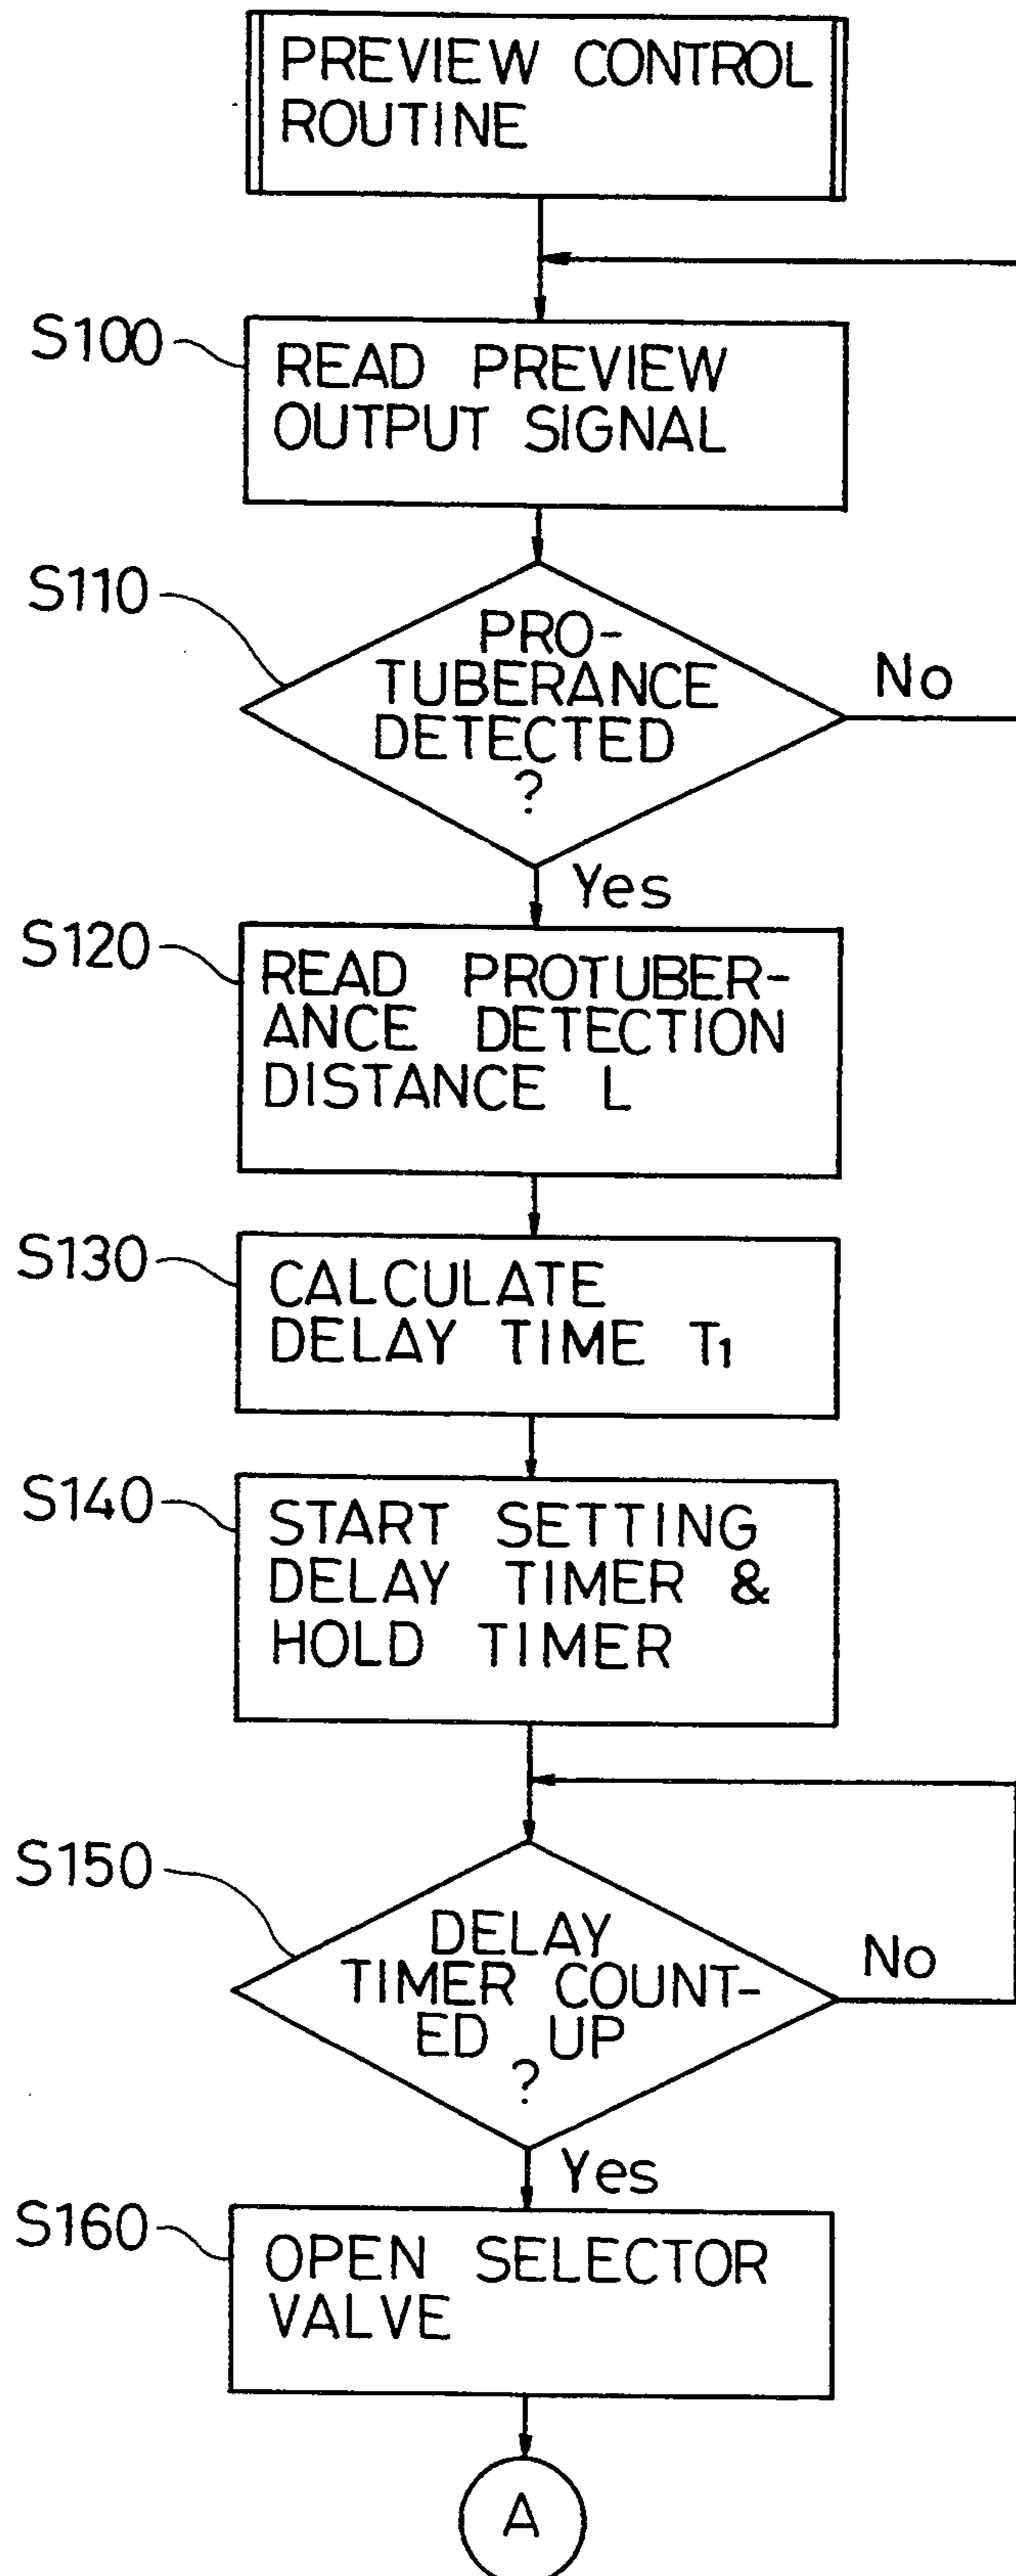 PREVIEW CONTROL
ROUTINE
S100
READ PREVIEW
OUTPUT SIGNAL
S110
PRO-
TUBERANCE
DETECTED
?
No
Yes
S120
READ PROTUBER-
ANCE DETECTION
DISTANCE L
S130
CALCULATE
DELAY TIME T1
S140
START SETTING
DELAY TIMER &
HOLD TIMER
S150
DELAY
TIMER COUNT-
ED UP
?
No
Yes
S160
OPEN SELECTOR
VALVE
A